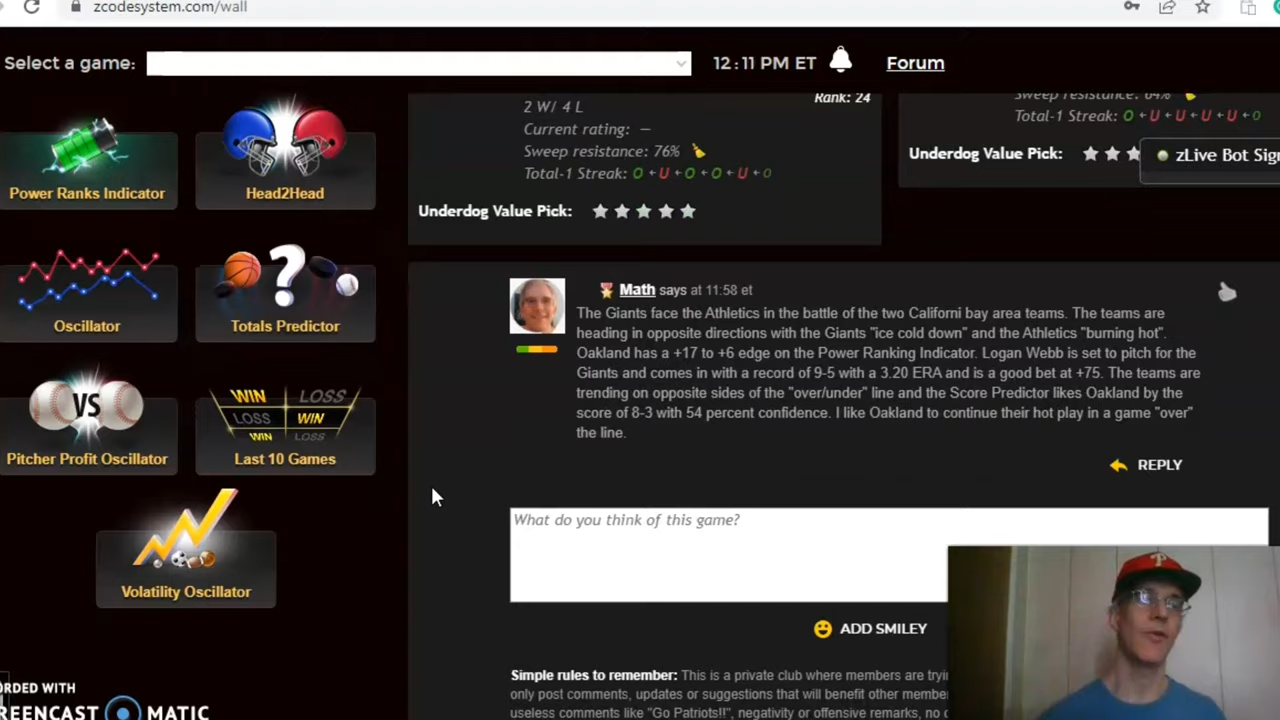 zcodesystem.com/wall
Select a game:
12:11 PM ET
Forum
2 W/ 4 L
Rank: 24
Current rating: —
Sweep resistance: 76%
Total-1 Streak: O ← U ← O ← O ← U ← O
Underdog Value Pick:
Sweep resistance: 64%
Total-1 Streak: O ← U ← U ← U ← U ← O
Underdog Value Pick:
zLive Bot Sig
Power Ranks Indicator
Head2Head
Oscillator
Totals Predictor
VS
Pitcher Profit Oscillator
WIN LOSS
LOSS WIN
WIN LOSS
Last 10 Games
Volatility Oscillator
Math says at 11:58 et
The Giants face the Athletics in the battle of the two Californi bay area teams. The teams are
heading in opposite directions with the Giants "ice cold down" and the Athletics "burning hot".
Oakland has a +17 to +6 edge on the Power Ranking Indicator. Logan Webb is set to pitch for the
Giants and comes in with a record of 9-5 with a 3.20 ERA and is a good bet at +75. The teams are
trending on opposite sides of the "over/under" line and the Score Predictor likes Oakland by the
score of 8-3 with 54 percent confidence. I like Oakland to continue their hot play in a game "over"
the line.
REPLY
What do you think of this game?
ADD SMILEY
Simple rules to remember: This is a private club where members are tryi
only post comments, updates or suggestions that will benefit other membe
useless comments like "Go Patriots!!", negativity or offensive remarks, no
ORDED WITH
REENCAST MATIC
P